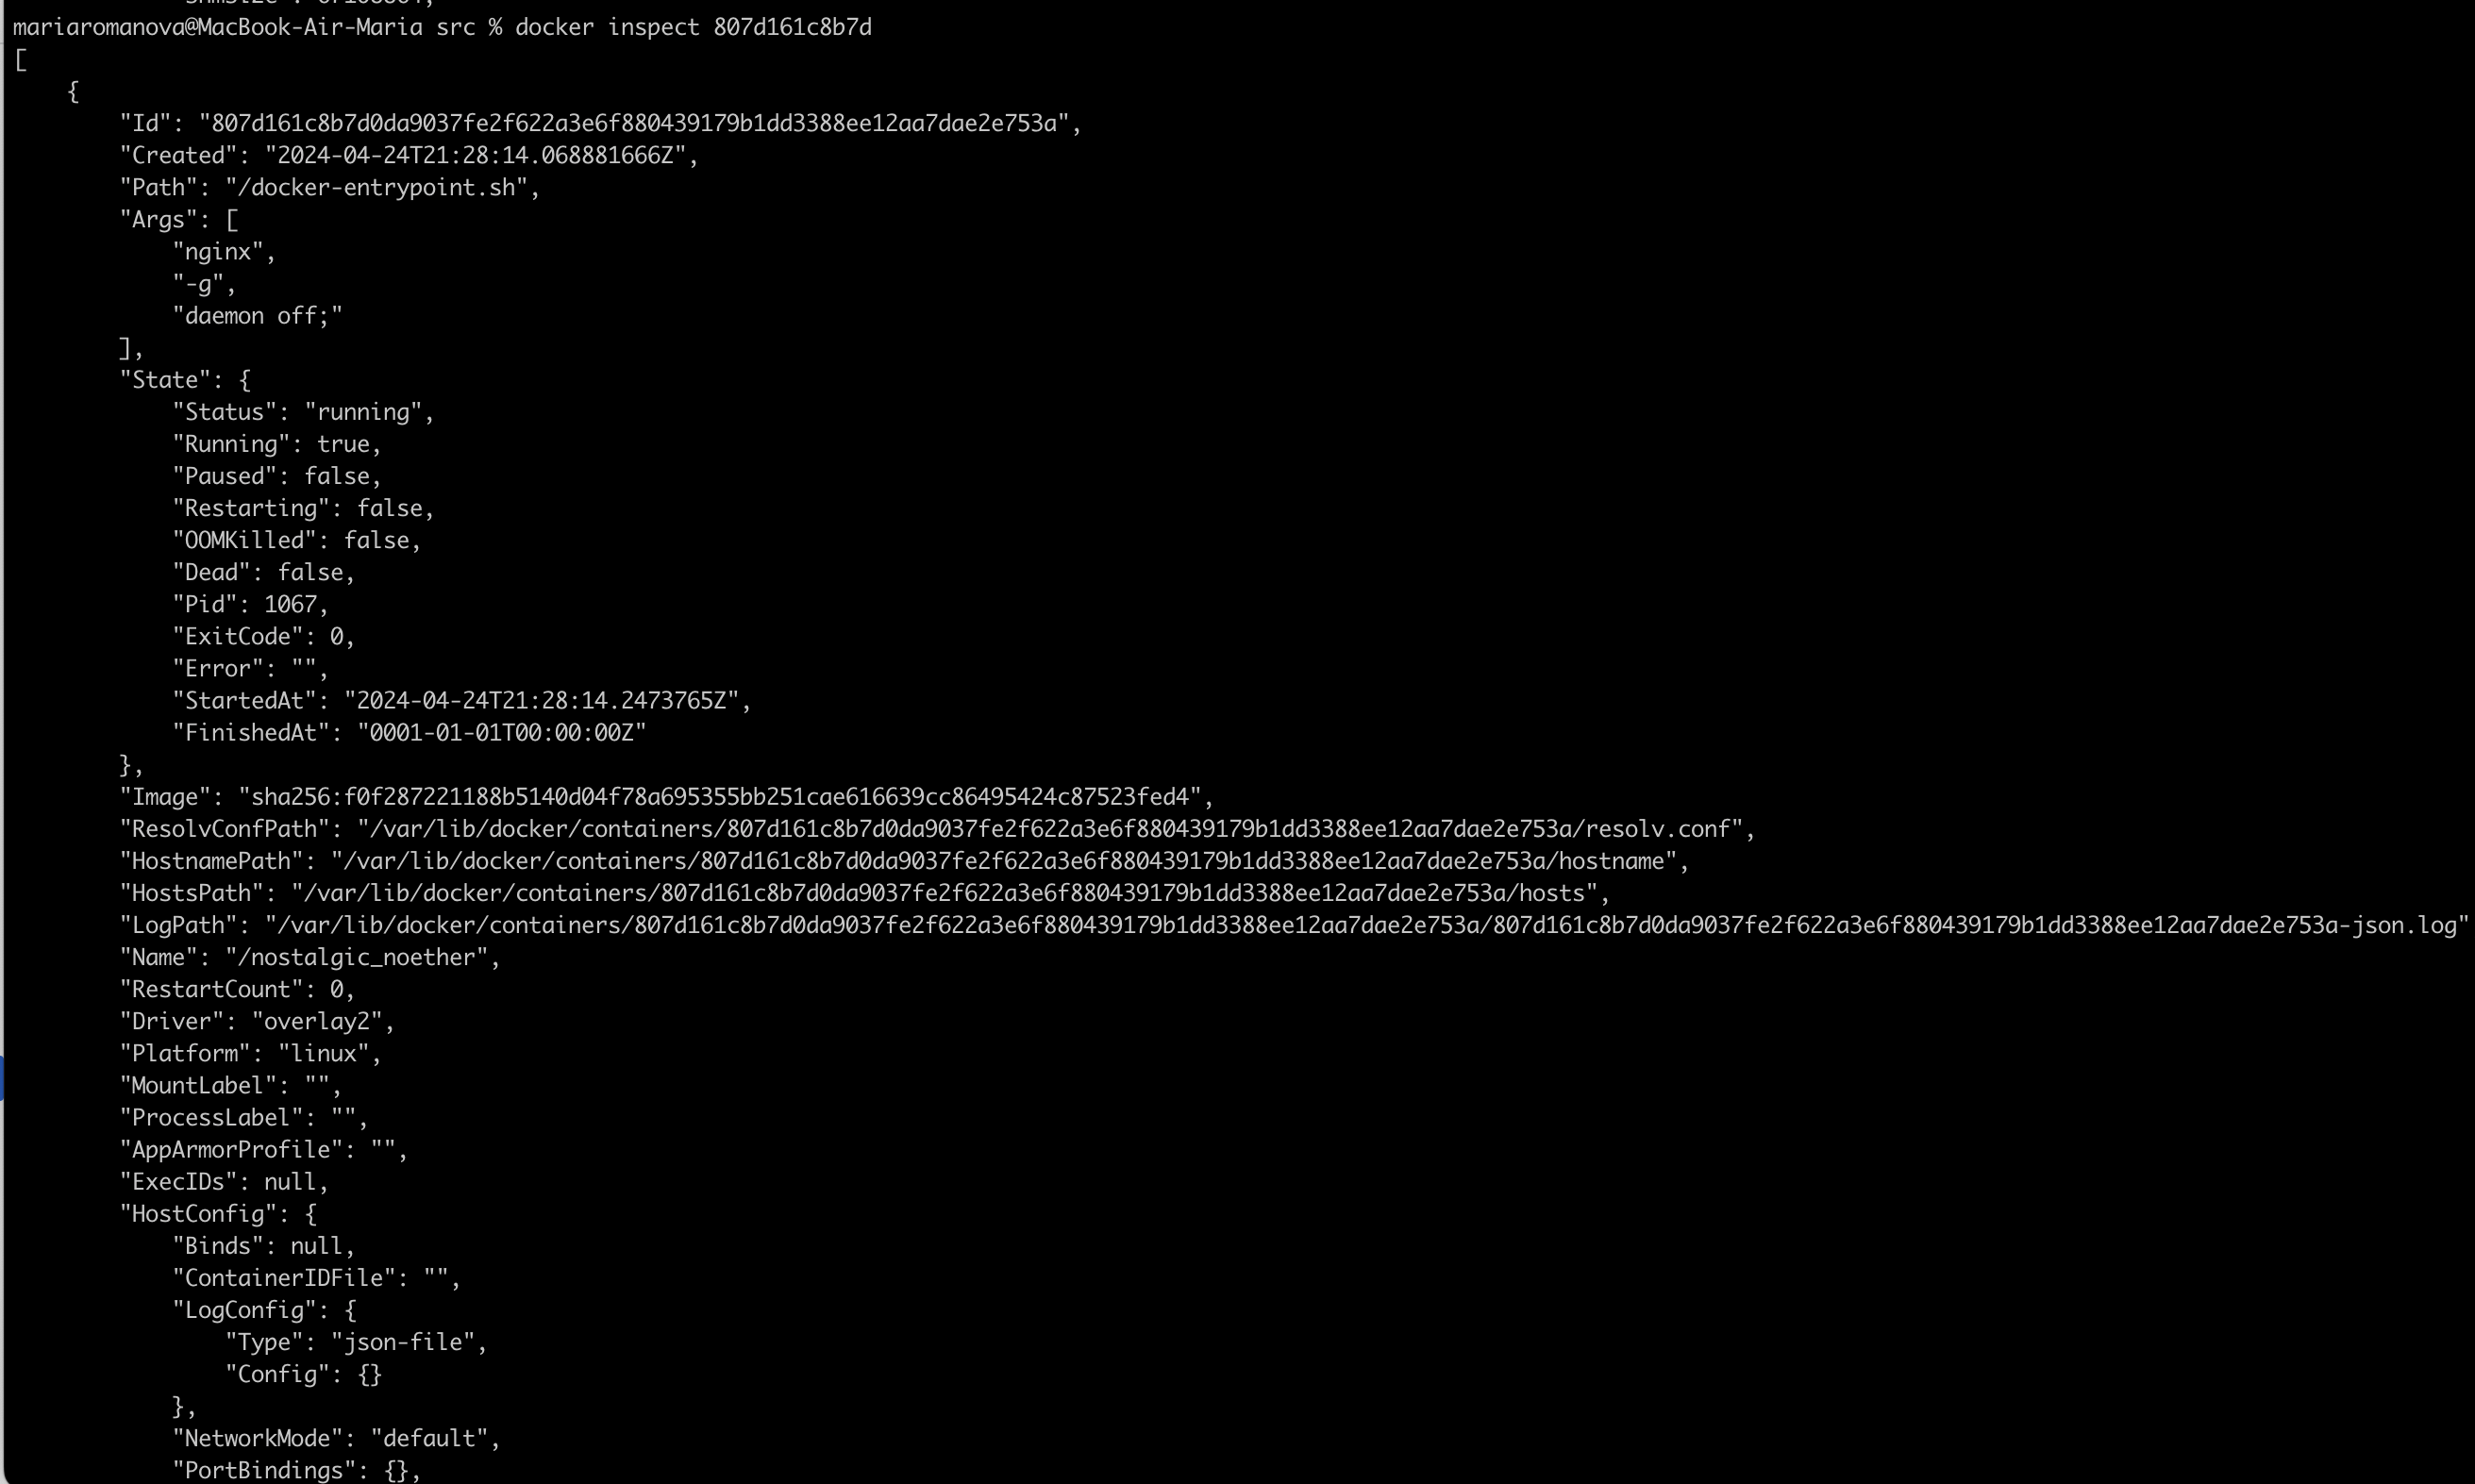 mariaromanova@MacBook-Air-Maria src % docker inspect 807d161c8b7d
[
    {
        "Id": "807d161c8b7d0da9037fe2f622a3e6f880439179b1dd3388ee12aa7dae2e753a",
        "Created": "2024-04-24T21:28:14.068881666Z",
        "Path": "/docker-entrypoint.sh",
        "Args": [
            "nginx",
            "-g",
            "daemon off;"
        ],
        "State": {
            "Status": "running",
            "Running": true,
            "Paused": false,
            "Restarting": false,
            "OOMKilled": false,
            "Dead": false,
            "Pid": 1067,
            "ExitCode": 0,
            "Error": "",
            "StartedAt": "2024-04-24T21:28:14.2473765Z",
            "FinishedAt": "0001-01-01T00:00:00Z"
        },
        "Image": "sha256:f0f287221188b5140d04f78a695355bb251cae616639cc86495424c87523fed4",
        "ResolvConfPath": "/var/lib/docker/containers/807d161c8b7d0da9037fe2f622a3e6f880439179b1dd3388ee12aa7dae2e753a/resolv.conf",
        "HostnamePath": "/var/lib/docker/containers/807d161c8b7d0da9037fe2f622a3e6f880439179b1dd3388ee12aa7dae2e753a/hostname",
        "HostsPath": "/var/lib/docker/containers/807d161c8b7d0da9037fe2f622a3e6f880439179b1dd3388ee12aa7dae2e753a/hosts",
        "LogPath": "/var/lib/docker/containers/807d161c8b7d0da9037fe2f622a3e6f880439179b1dd3388ee12aa7dae2e753a/807d161c8b7d0da9037fe2f622a3e6f880439179b1dd3388ee12aa7dae2e753a-json.log"
        "Name": "/nostalgic_noether",
        "RestartCount": 0,
        "Driver": "overlay2",
        "Platform": "linux",
        "MountLabel": "",
        "ProcessLabel": "",
        "AppArmorProfile": "",
        "ExecIDs": null,
        "HostConfig": {
            "Binds": null,
            "ContainerIDFile": "",
            "LogConfig": {
                "Type": "json-file",
                "Config": {}
            },
            "NetworkMode": "default",
            "PortBindings": {},